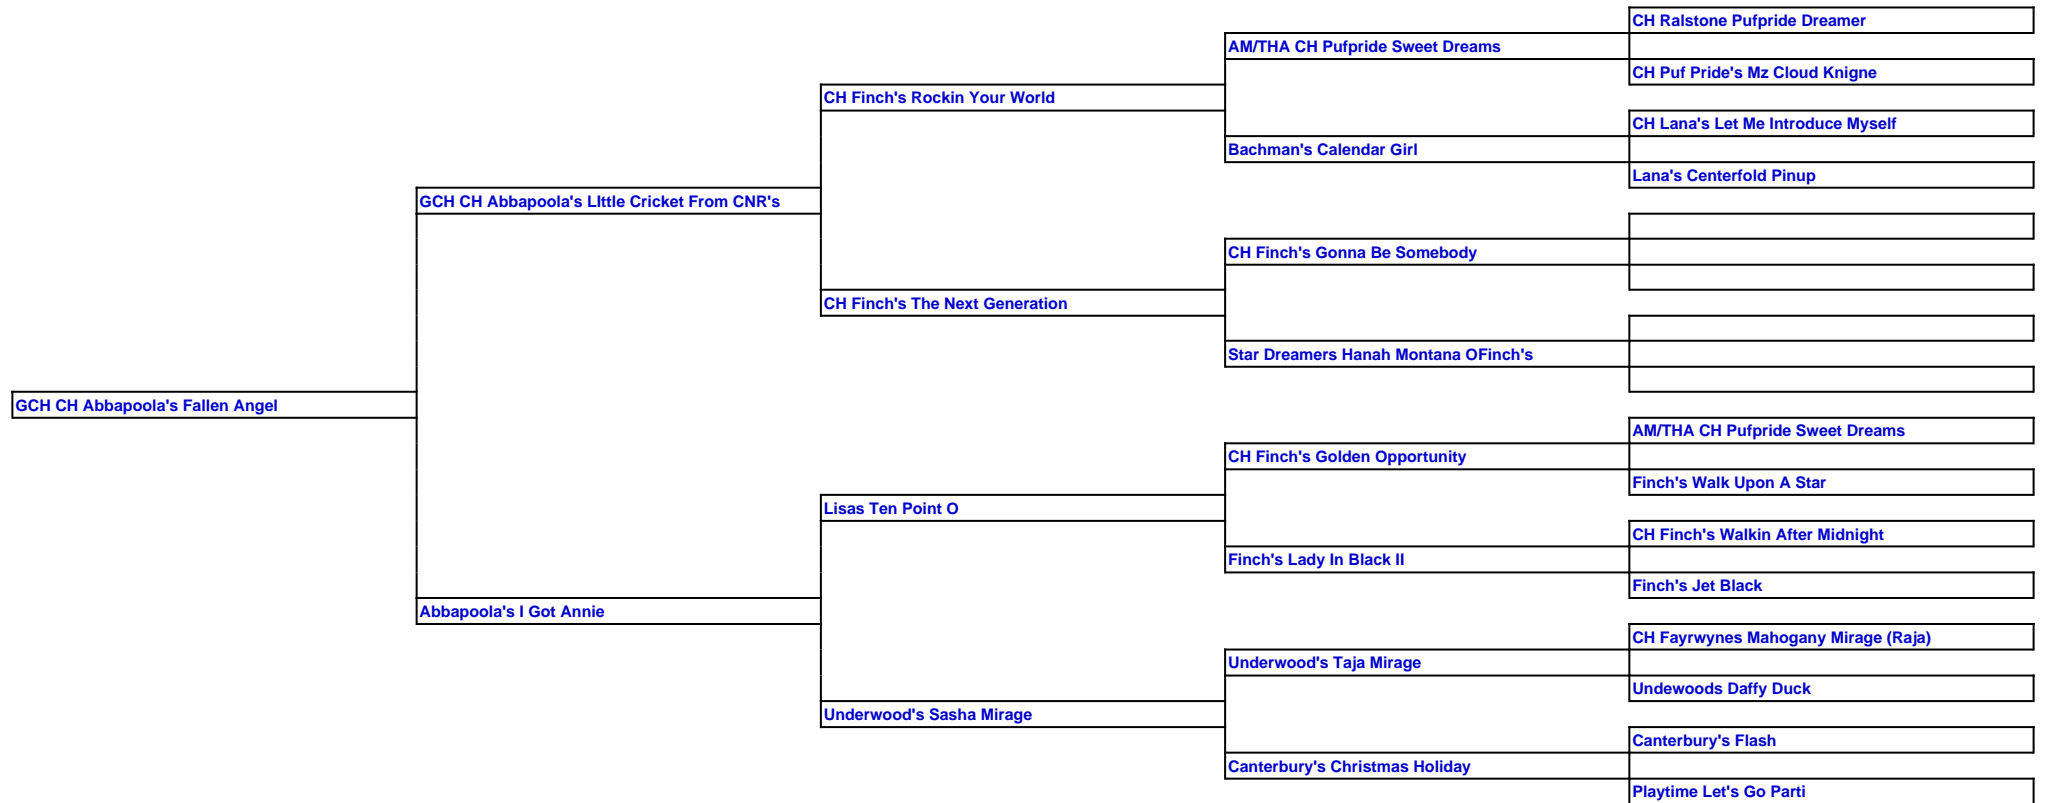 CH Ralstone Pufpride Dreamer
AM/THA CH Pufpride Sweet Dreams
CH Puf Pride's Mz Cloud Knigne
CH Finch's Rockin Your World
CH Lana's Let Me Introduce Myself
Bachman's Calendar Girl
Lana's Centerfold Pinup
GCH CH Abbapoola's LIttle Cricket From CNR's
CH Finch's Gonna Be Somebody
CH Finch's The Next Generation
Star Dreamers Hanah Montana OFinch's
GCH CH Abbapoola's Fallen Angel
AM/THA CH Pufpride Sweet Dreams
CH Finch's Golden Opportunity
Finch's Walk Upon A Star
Lisas Ten Point O
CH Finch's Walkin After Midnight
Finch's Lady In Black II
Finch's Jet Black
Abbapoola's I Got Annie
CH Fayrwynes Mahogany Mirage (Raja)
Underwood's Taja Mirage
Undewoods Daffy Duck
Underwood's Sasha Mirage
Canterbury's Flash
Canterbury's Christmas Holiday
Playtime Let's Go Parti